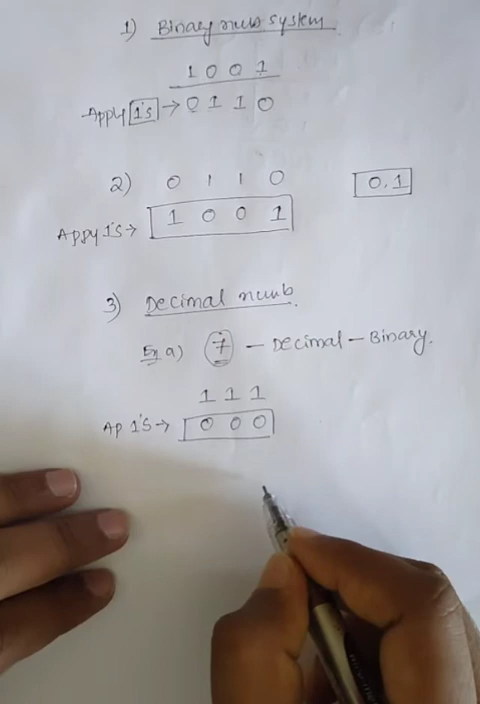 1) Binary num system
1 0 0 1
Apply 1's → 0 1 1 0
2) 0 1 1 0
0.1
Appy 1's → 1 0 0 1
3) Decimal numb.
Ex a) 7 - Decimal - Binary.
1 1 1
Ap 1's → 0 0 0